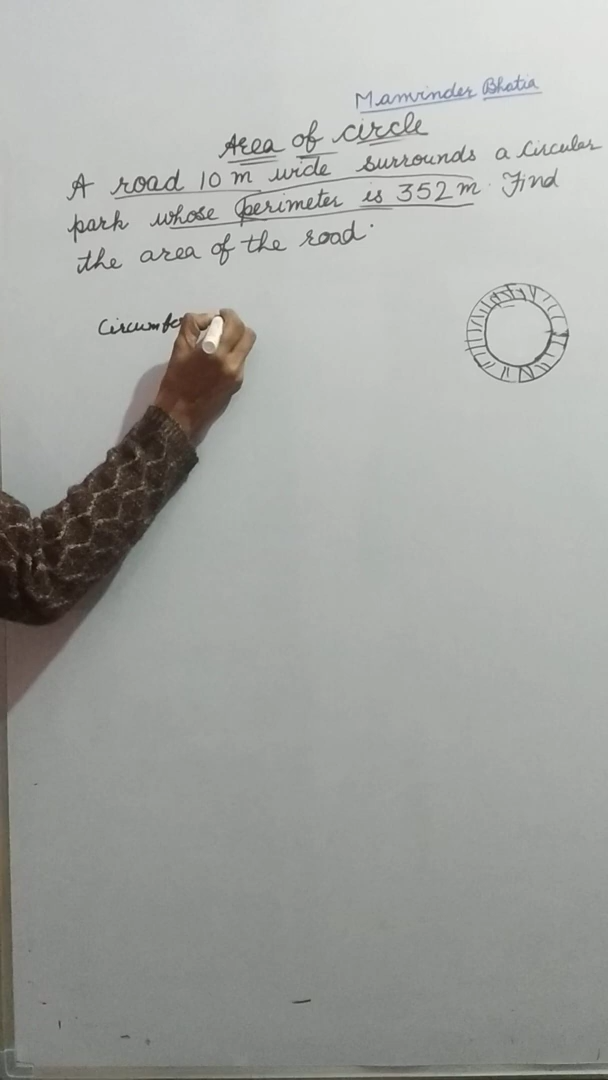 Manvinder Bhatia
Area of circle
A road 10 m wide surrounds a circular
park whose perimeter is 352 m. Find
the area of the road.
Circumfe